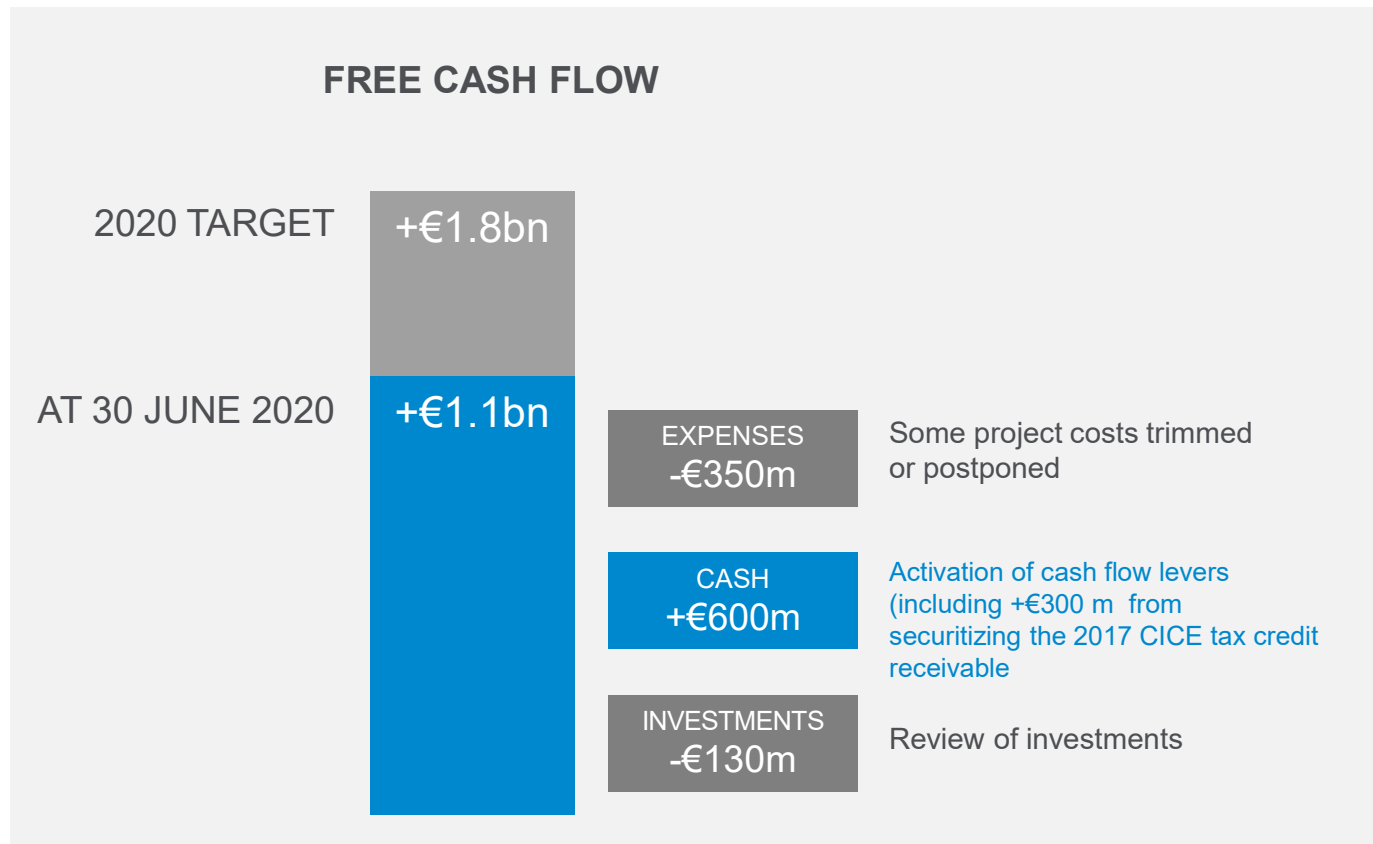 FREE CASH FLOW
2020 TARGET
+€1.8bn
AT 30 JUNE 2020
+€1.1bn
EXPENSES
-€350m
Some project costs trimmed
or postponed
CASH
+€600m
Activation of cash flow levers
(including +€300 m  from
securitizing the 2017 CICE tax credit
receivable
INVESTMENTS
-€130m
Review of investments